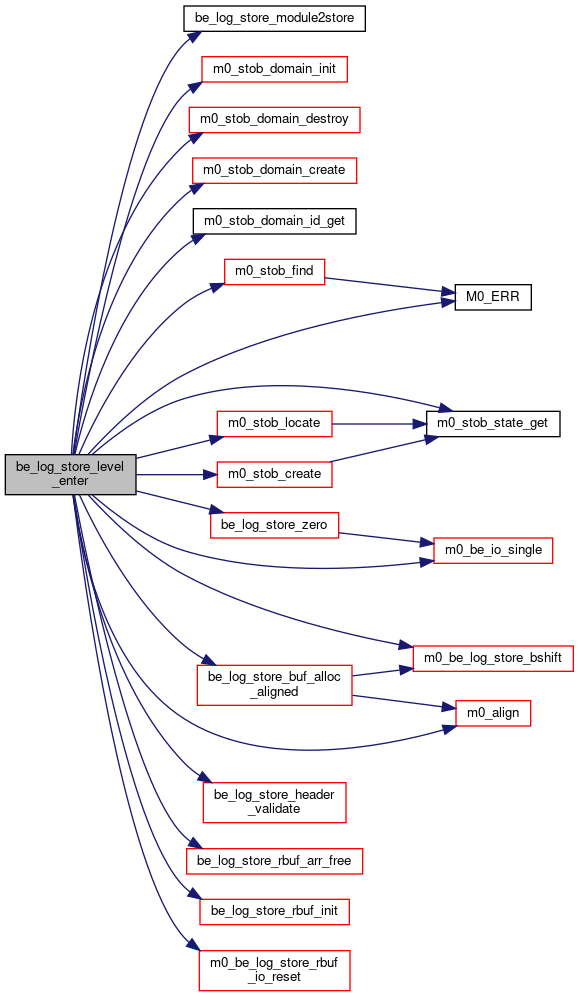 be_log_store_module2store
m0_stob_domain_init
m0_stob_domain_destroy
m0_stob_domain_create
m0_stob_domain_id_get
m0_stob_find
M0_ERR
m0_stob_locate
m0_stob_state_get
be_log_store_level
_enter
m0_stob_create
be_log_store_zero
m0_be_io_single
m0_be_log_store_bshift
be_log_store_buf_alloc
_aligned
m0_align
be_log_store_header
_validate
be_log_store_rbuf_arr_free
be_log_store_rbuf_init
m0_be_log_store_rbuf
_io_reset